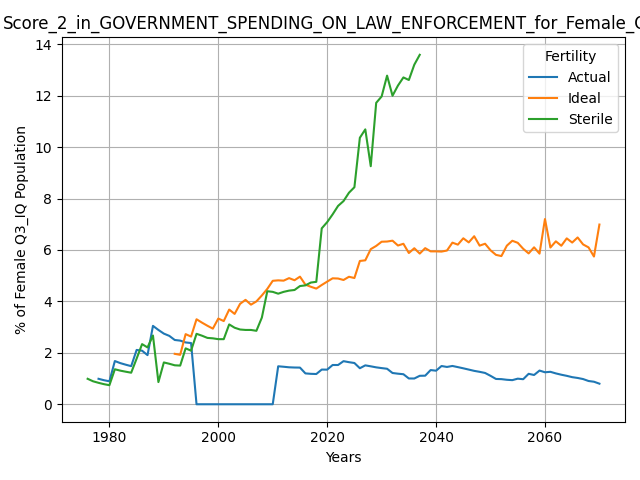 Score_2_in_GOVERNMENT_SPENDING_ON_LAW_ENFORCEMENT_for_Female_
Fertility
Actual
Ideal
Sterile
% of Female Q3_IQ Population
14
12
10
8
6
4
2
0
1980 2000 2020 2040 2060
Years